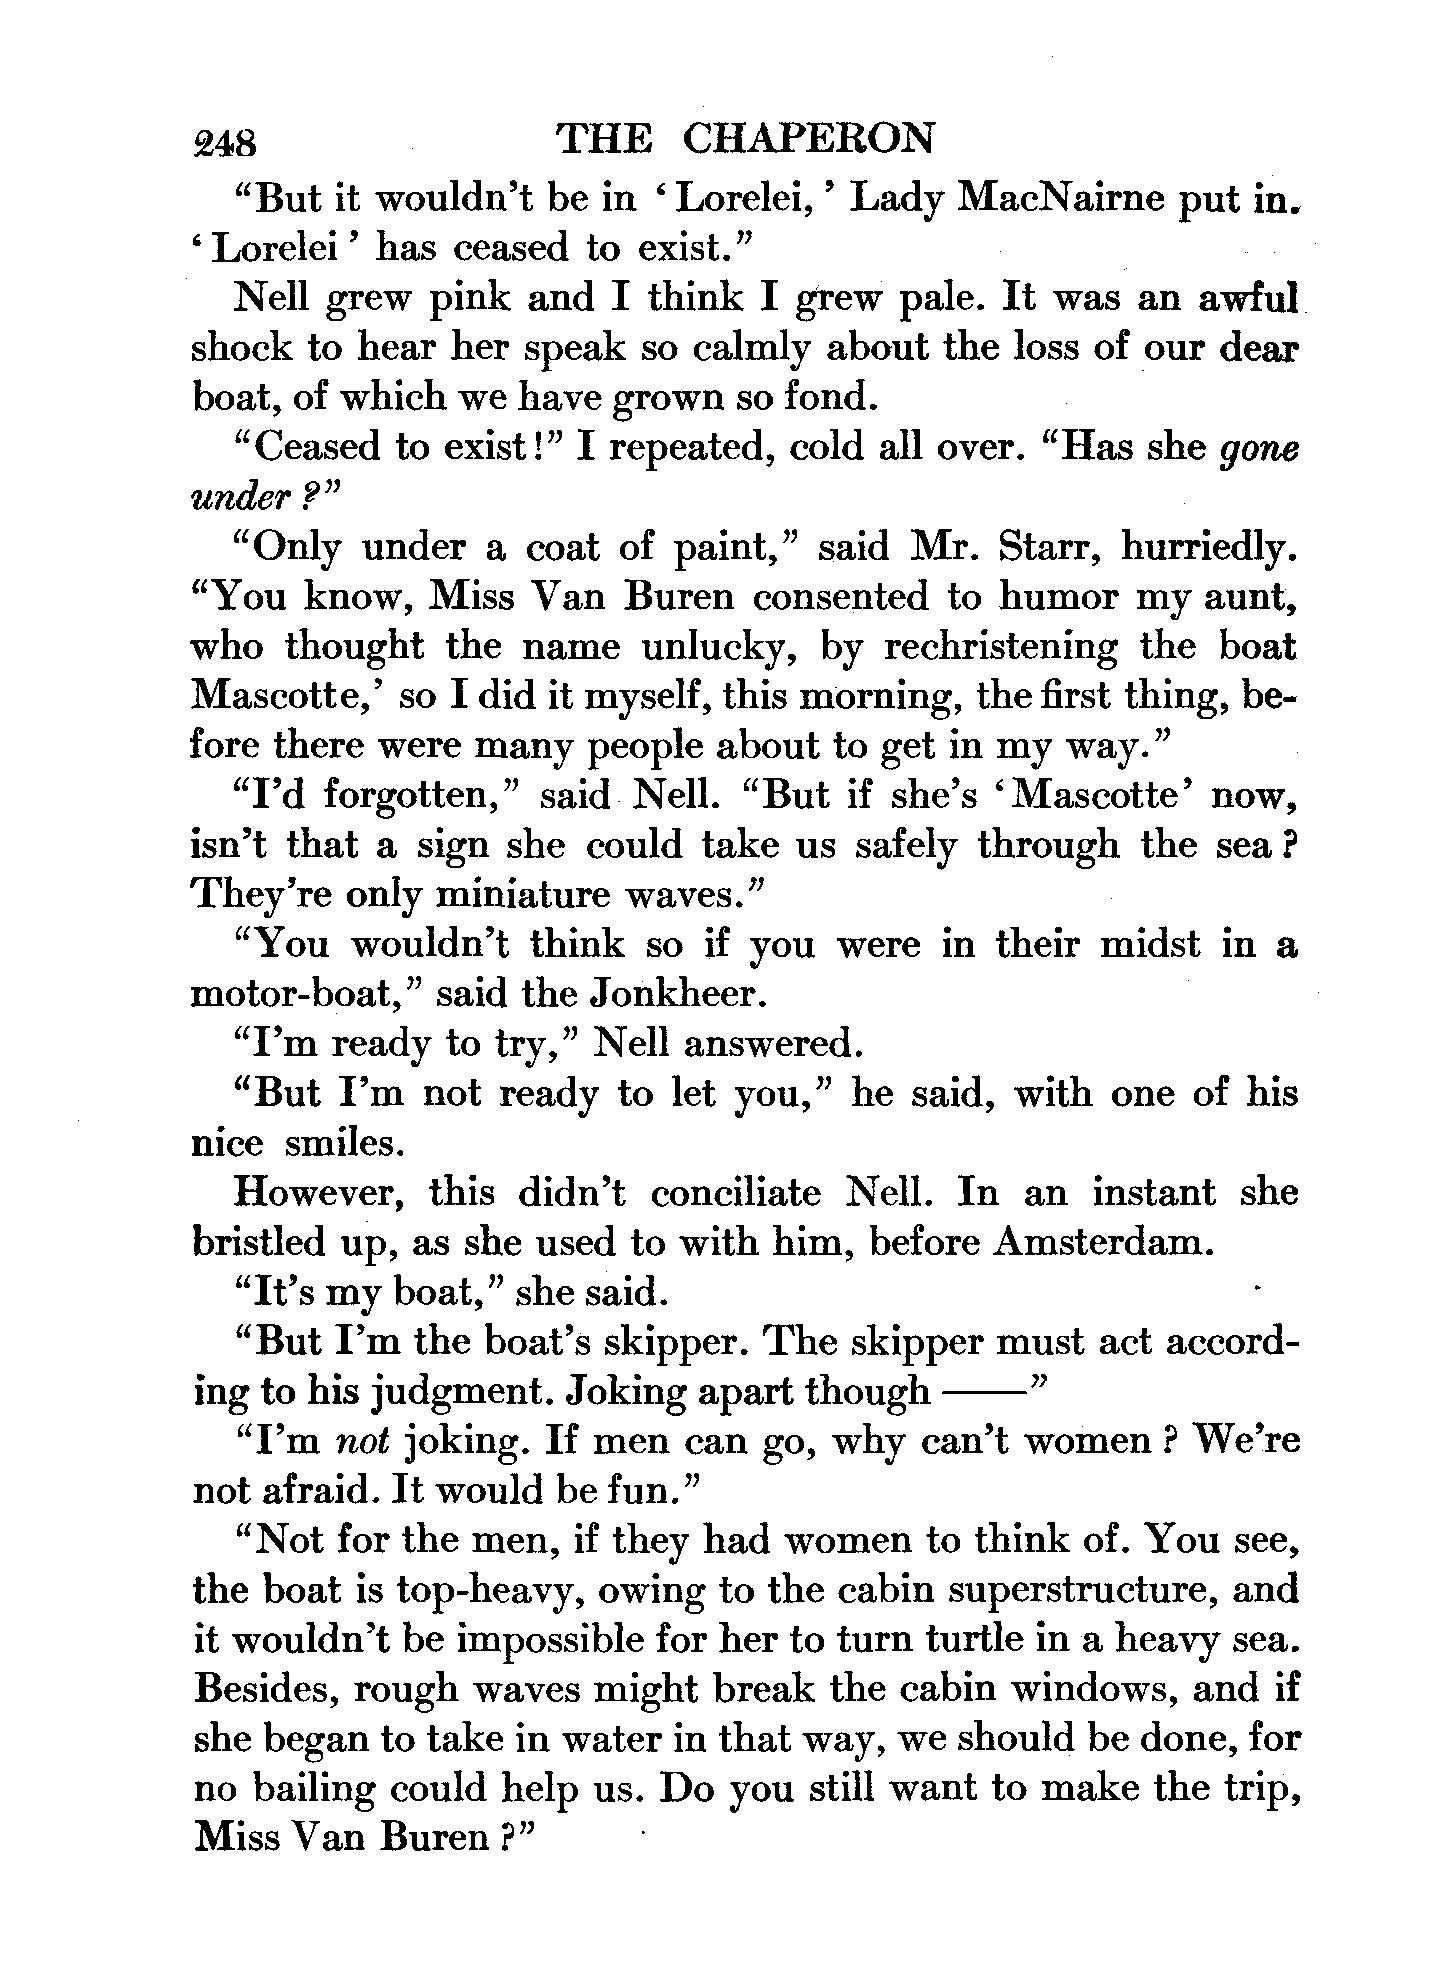 248 THE CHAPERON
“But it wouldn’t be in ‘Lorelei,’ Lady MacNairne put in.
‘Lorelei’ has ceased to exist.”
Nell grew pink and I think I grew pale. It was an awful
shock to hear her speak so calmly about the loss of our dear
boat, of which we have grown so fond.
“Ceased to exist!” I repeated, cold all over. “Has she gone
under?”
“Only under a coat of paint,” said Mr. Starr, hurriedly.
“You know, Miss Van Buren consented to humor my aunt,
who thought the name unlucky, by rechristening the boat
Mascotte,’ so I did it myself, this morning, the first thing, be-
fore there were many people about to get in my way.”
“I’d forgotten,” said Nell. “But if she’s ‘Mascotte’ now,
isn’t that a sign she could take us safely through the sea?
They’re only miniature waves.”
“You wouldn’t think so if you were in their midst in a
motor-boat,” said the Jonkheer.
“I’m ready to try,” Nell answered.
“But I’m not ready to let you,” he said, with one of his
nice smiles.
However, this didn’t conciliate Nell. In an instant she
bristled up, as she used to with him, before Amsterdam.
“It’s my boat,” she said.
“But I’m the boat’s skipper. The skipper must act accord-
ing to his judgment. Joking apart though ——”
“I’m not joking. If men can go, why can’t women? We’re
not afraid. It would be fun.”
“Not for the men, if they had women to think of. You see,
the boat is top-heavy, owing to the cabin superstructure, and
it wouldn’t be impossible for her to turn turtle in a heavy sea.
Besides, rough waves might break the cabin windows, and if
she began to take in water in that way, we should be done, for
no bailing could help us. Do you still want to make the trip,
Miss Van Buren?”